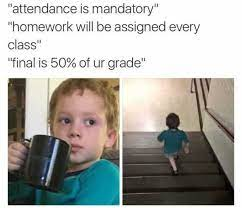 "attendance is mandatory"
"homework will be assigned every
class"
"final is 50% of ur grade"